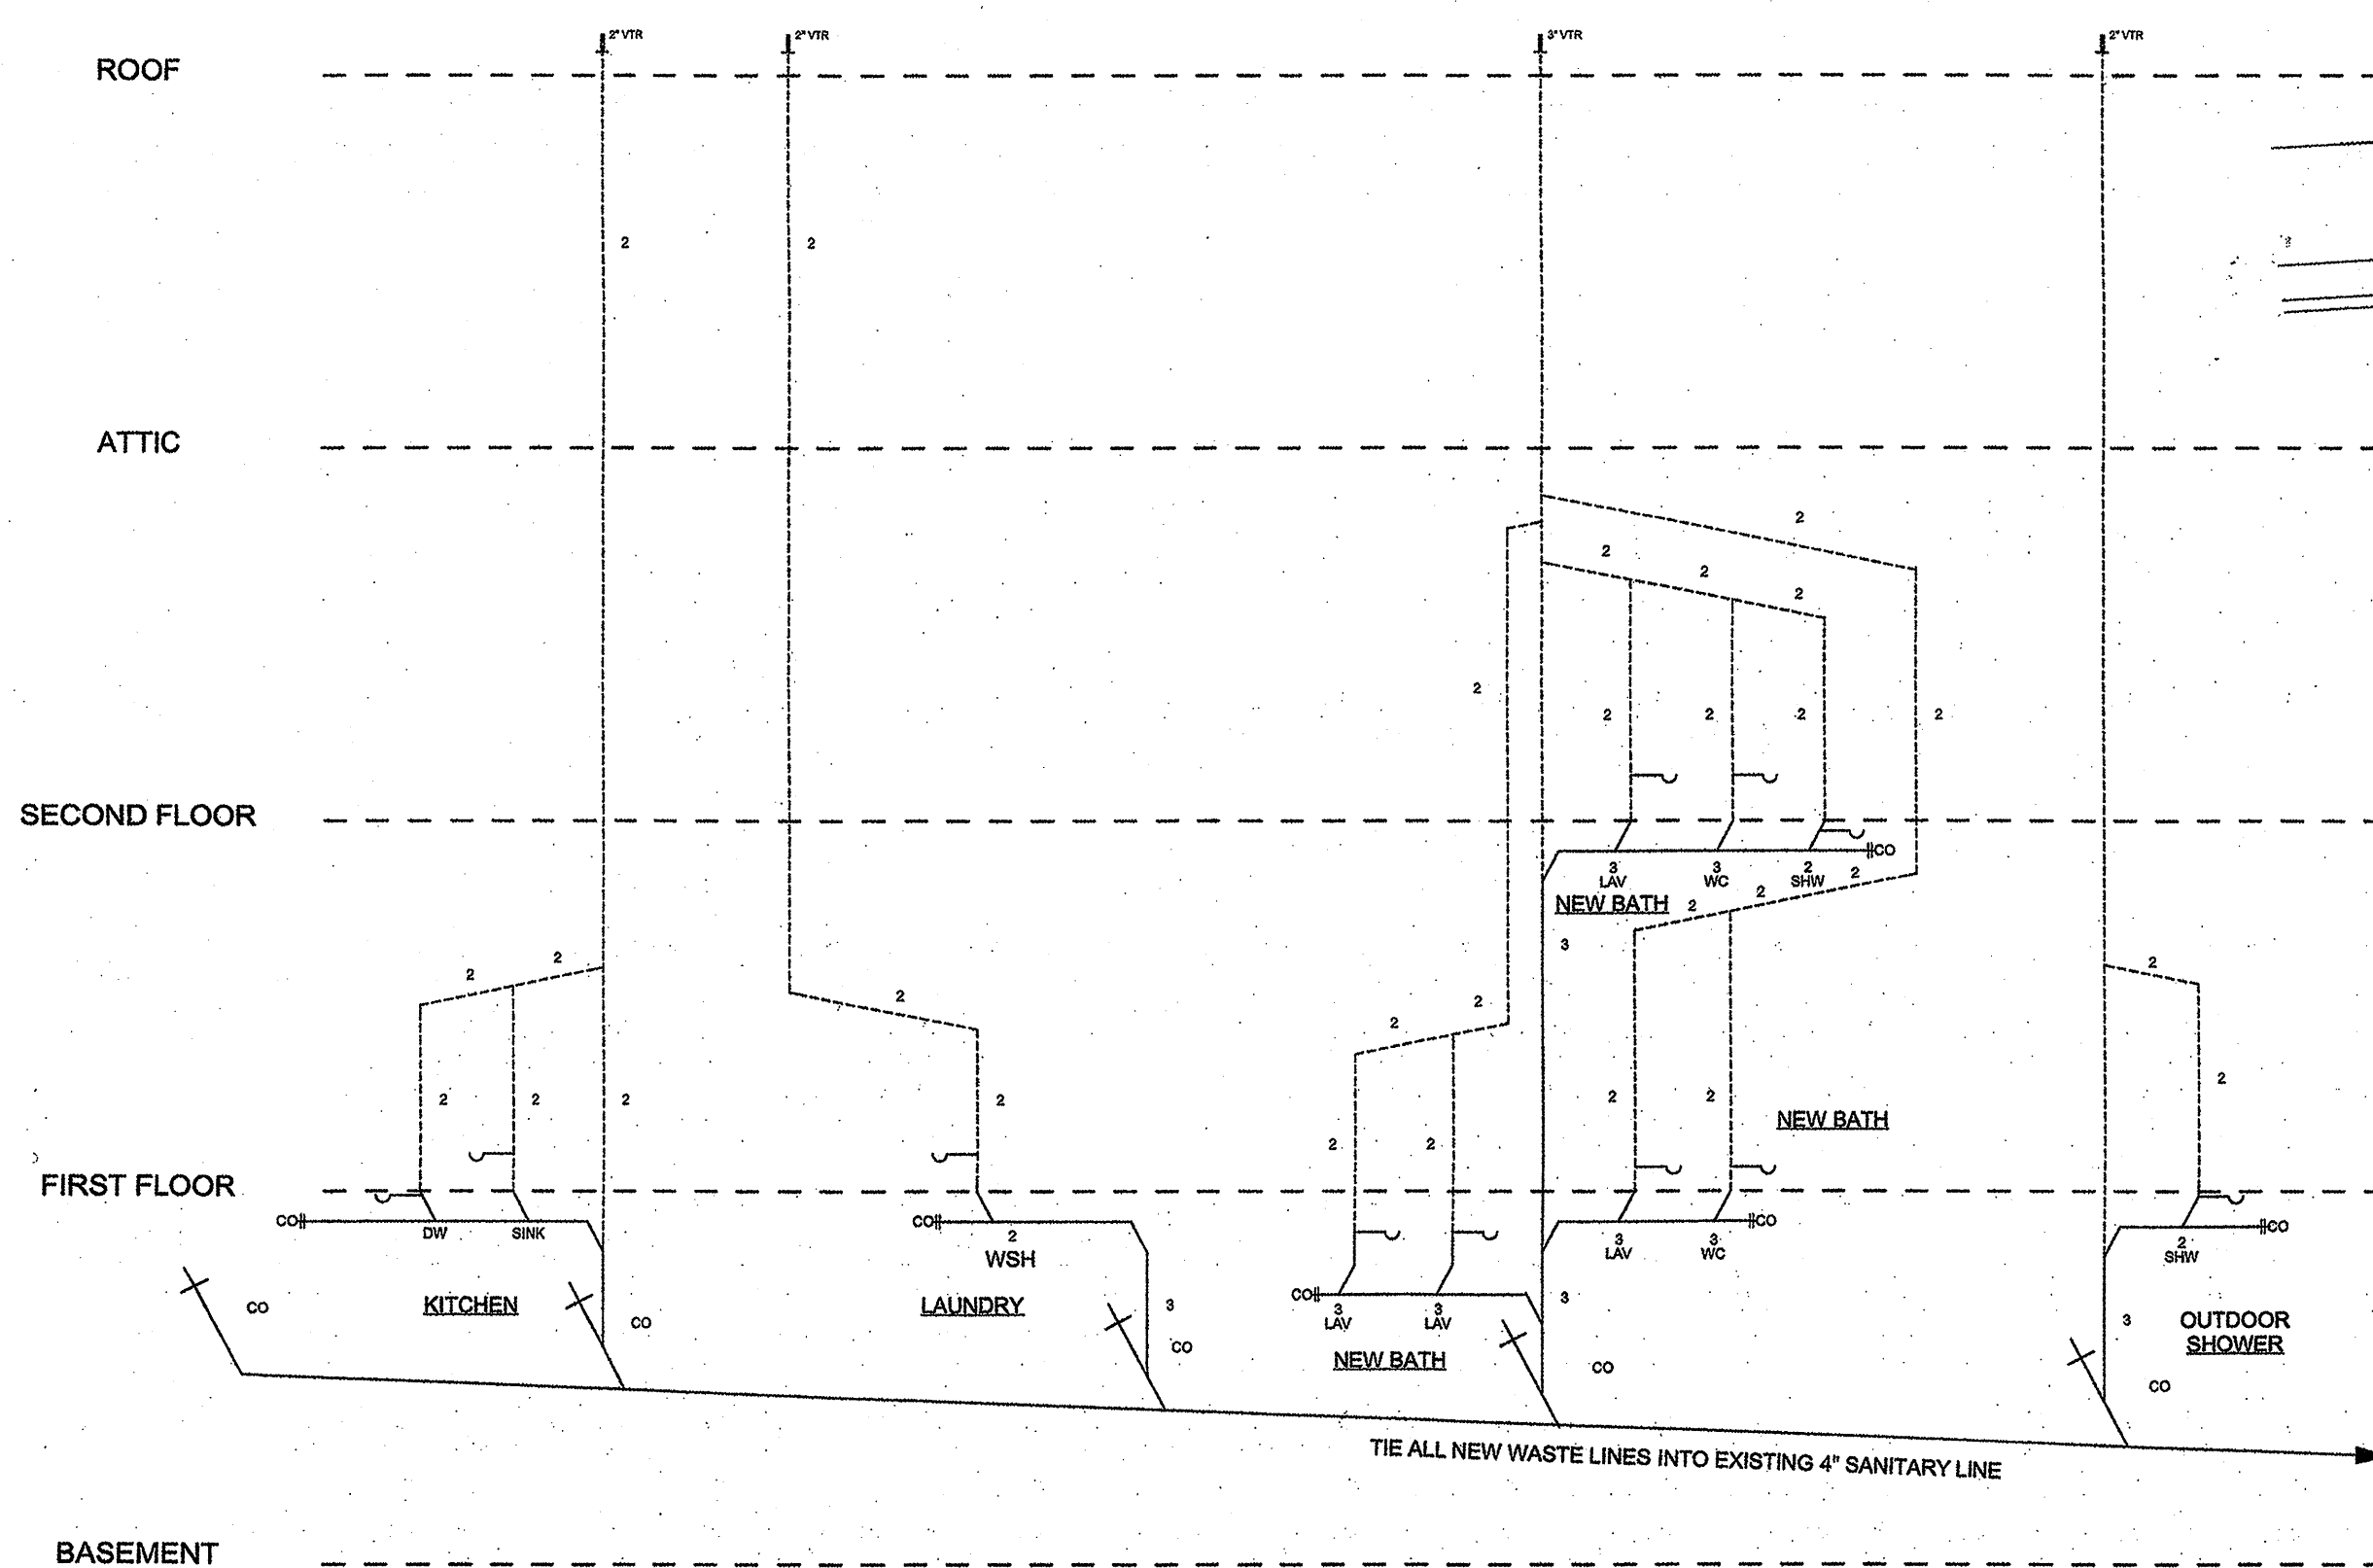 2" VTR
2" VTR
3" VTR
2" VTR
ROOF
2
2
ATTIC
2
2
2
2
2
2
2
2
2
SECOND FLOOR
CO
3
LAV
3
WC
2
SHW
2
2
2
NEW BATH
3
2
2
2
2
2
2
2
2
2
2
2
2
2
2
NEW BATH
2
2
FIRST FLOOR
CO
DW
SINK
CO
2
WSH
3
LAV
3
WC
CO
2
SHW
CO
CO
KITCHEN
CO
LAUNDRY
3
CO
CO
3
LAV
3
LAV
3
NEW BATH
CO
3
OUTDOOR
SHOWER
CO
TIE ALL NEW WASTE LINES INTO EXISTING 4" SANITARY LINE
BASEMENT